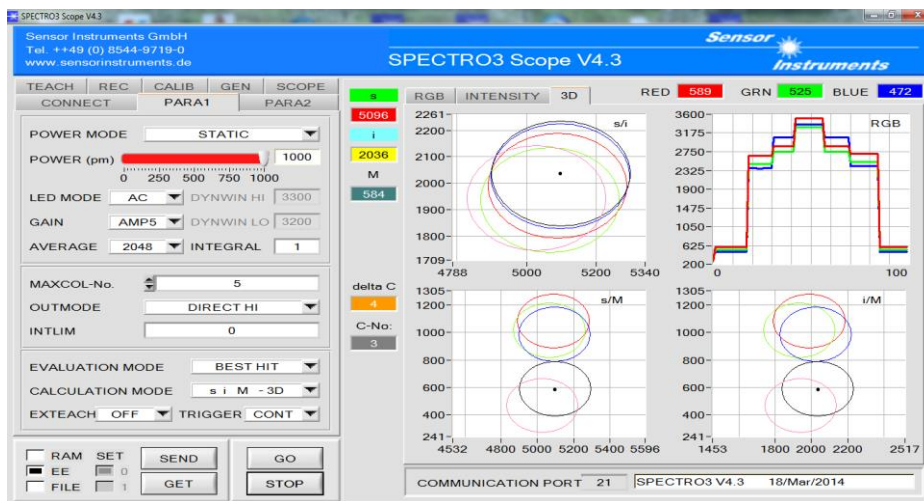 SPECTRO3 Scope V4.3
Sensor Instruments GmbH
Tel. ++49 (0) 8544-9719-0
www.sensorinstruments.de
SPECTRO3 Scope V4.3
Sensor
Instruments
TEACH REC CALIB GEN SCOPE
CONNECT PARA1 PARA2
POWER MODE STATIC
POWER (pm) 1000
0 250 500 750 1000
LED MODE AC DYNWIN HI 3300
GAIN AMP5 DYNWIN LO 3200
AVERAGE 2048 INTEGRAL 1
MAXCOL-No. 5
OUTMODE DIRECT HI
INTLIM 0
EVALUATION MODE BEST HIT
CALCULATION MODE s i M - 3D
EXTEACH OFF TRIGGER CONT
RAM SET
EE 0
FILE 1
SEND
GO
GET
STOP
s
5096
i
2036
M
584
delta C
4
C-No:
3
RGB INTENSITY 3D
RED 589 GRN 525 BLUE 472
s/i
2261-
2200-
2100-
2000-
1900-
1800-
1709-
4788 5000 5200 5340
RGB
3600-
3175-
2750-
2325-
1900-
1475-
1050-
625-
200-
0 100
s/M
1305-
1200-
1000-
800-
600-
400-
241-
4532 4800 5000 5200 5400 5596
i/M
1305-
1200-
1000-
800-
600-
400-
241-
1453 1800 2000 2200 2517
COMMUNICATION PORT 21 SPECTRO3 V4.3 18/Mar/2014